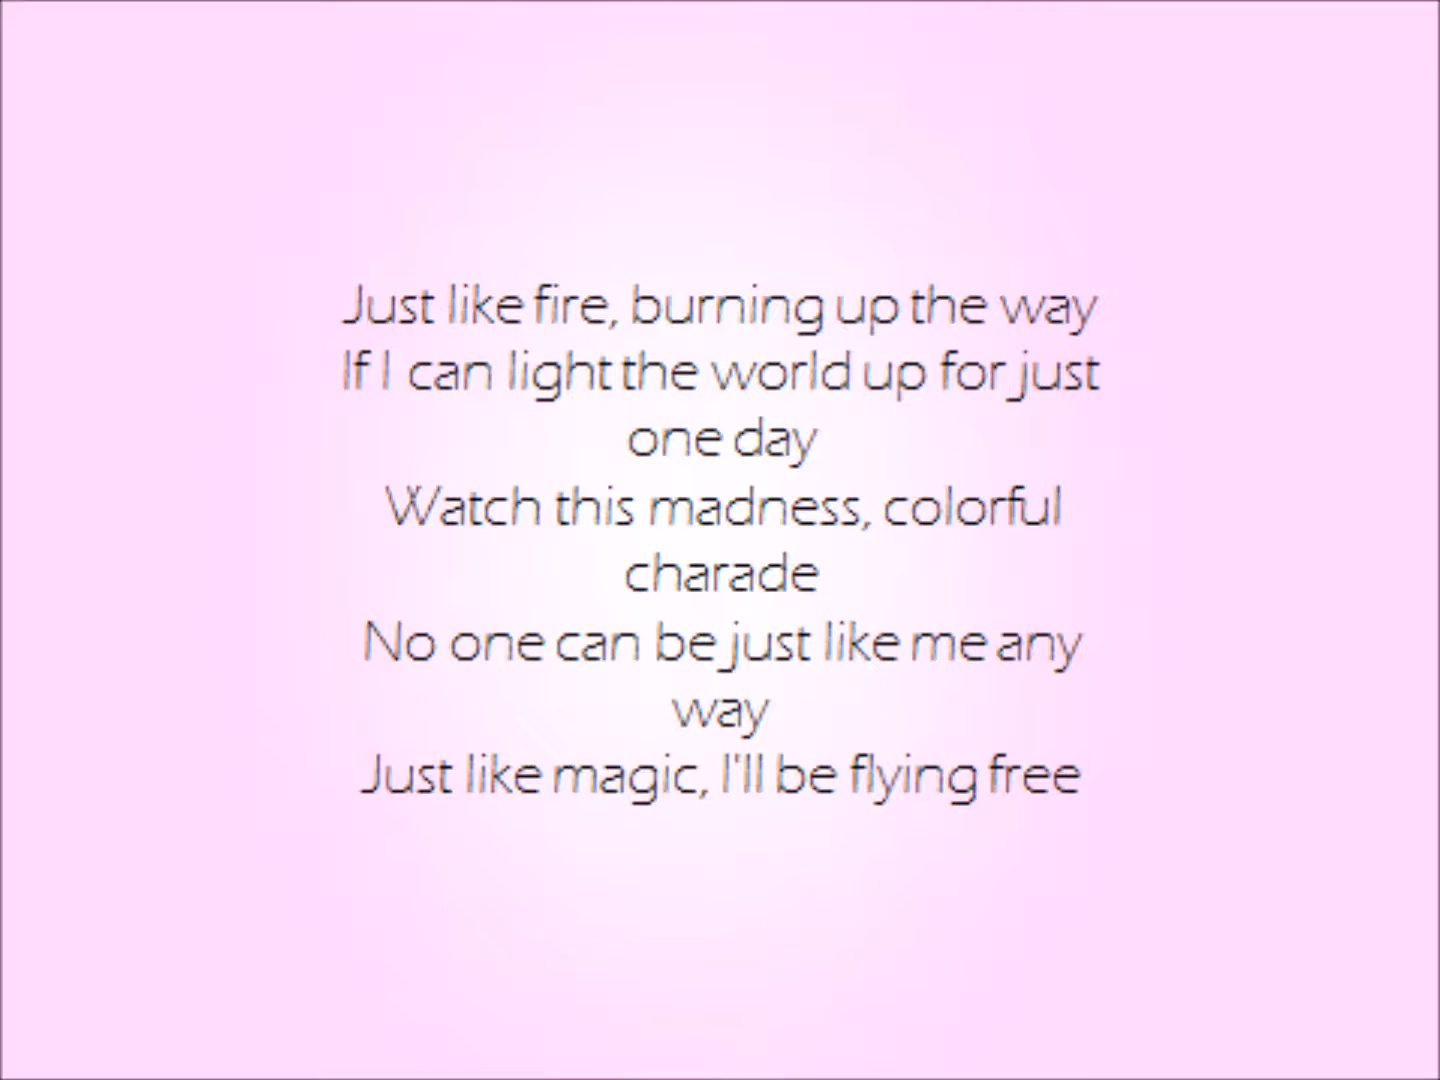 Just like fire, burning up the way
If I can light the world up for just
one day
Watch this madness, colorful
charade
No one can be just like me any
way
Just like magic, I'll be flying free